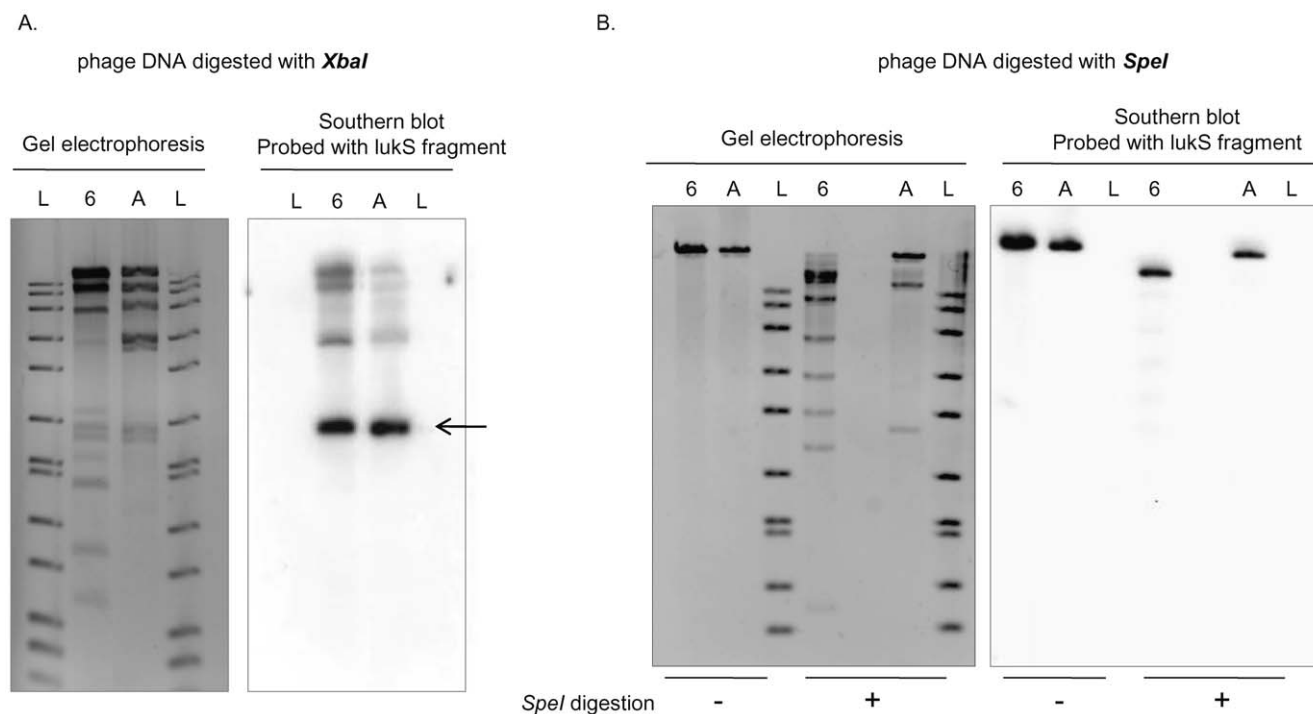 A.
phage DNA digested with XbaI
Gel electrophoresis
Southern blot
Probed with lukS fragment
L 6 A L
L 6 A L
B.
phage DNA digested with SpeI
Gel electrophoresis
Southern blot
Probed with lukS fragment
6 A L 6 A L
6 A L 6 A L
SpeI digestion - + - +